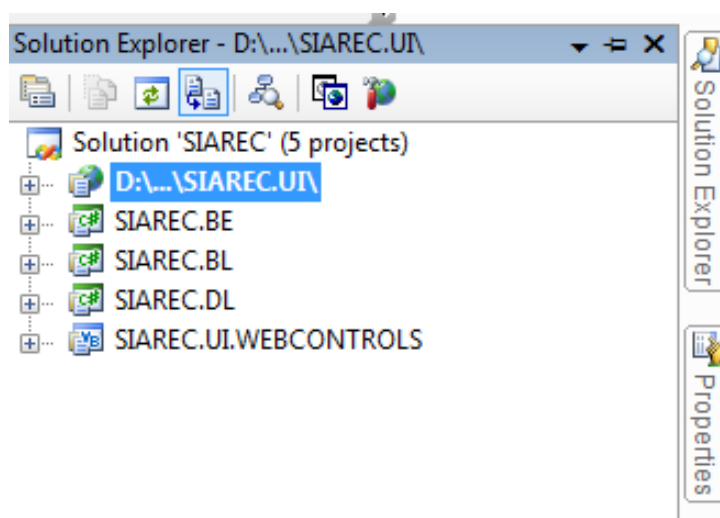 Solution Explorer - D:\...\SIAREC.UI\
Solution 'SIAREC' (5 projects)
D:\...\SIAREC.UI\
C# SIAREC.BE
C# SIAREC.BL
C# SIAREC.DL
VB SIAREC.UI.WEBCONTROLS
Solution Explorer
Properties